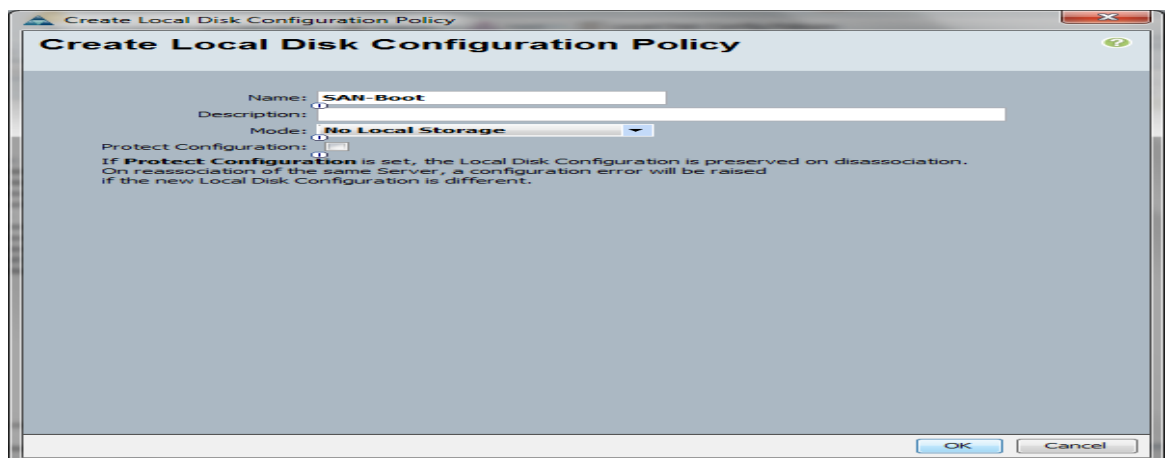 Create Local Disk Configuration Policy
Create Local Disk Configuration Policy
Name: SAN-Boot
Description:
Mode: No Local Storage
Protect Configuration:
If Protect Configuration is set, the Local Disk Configuration is preserved on disassociation.
On reassociation of the same Server, a configuration error will be raised
if the new Local Disk Configuration is different.
OK Cancel